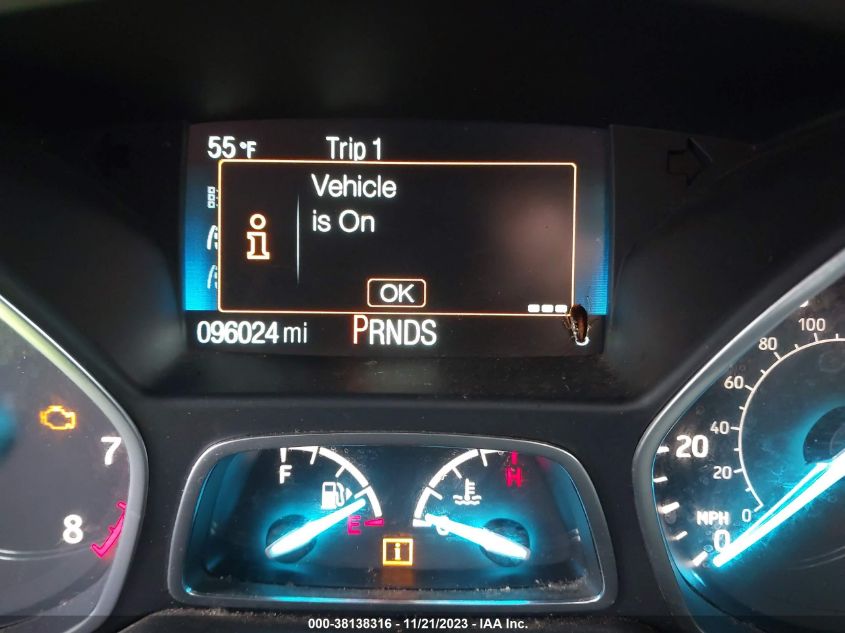 55°F Trip 1
Vehicle
is On
i
OK
096024 mi PRNDS
7
8
F
E
H
C
i
100
80
60
40
20
0
20
MPH
0
000-38138316 - 11/21/2023 - IAA Inc.